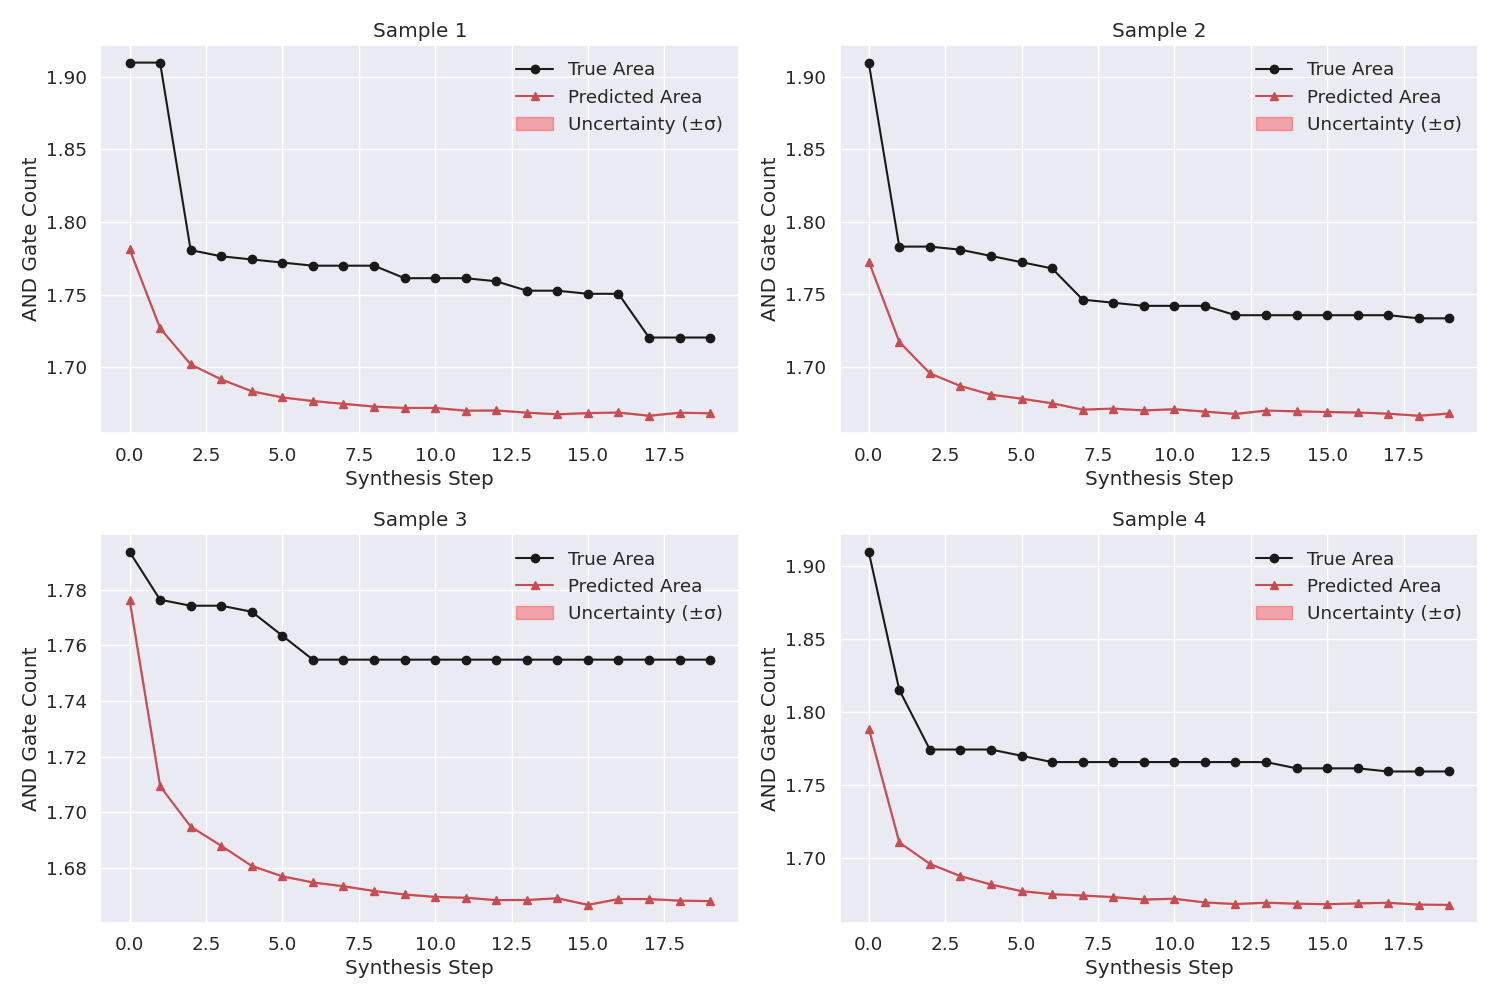 Sample 1
True Area
Predicted Area
Uncertainty (±σ)
AND Gate Count
1.90
1.85
1.80
1.75
1.70
0.0 2.5 5.0 7.5 10.0 12.5 15.0 17.5
Synthesis Step
Sample 2
True Area
Predicted Area
Uncertainty (±σ)
AND Gate Count
1.90
1.85
1.80
1.75
1.70
0.0 2.5 5.0 7.5 10.0 12.5 15.0 17.5
Synthesis Step
Sample 3
True Area
Predicted Area
Uncertainty (±σ)
AND Gate Count
1.78
1.76
1.74
1.72
1.70
1.68
0.0 2.5 5.0 7.5 10.0 12.5 15.0 17.5
Synthesis Step
Sample 4
True Area
Predicted Area
Uncertainty (±σ)
AND Gate Count
1.90
1.85
1.80
1.75
1.70
0.0 2.5 5.0 7.5 10.0 12.5 15.0 17.5
Synthesis Step